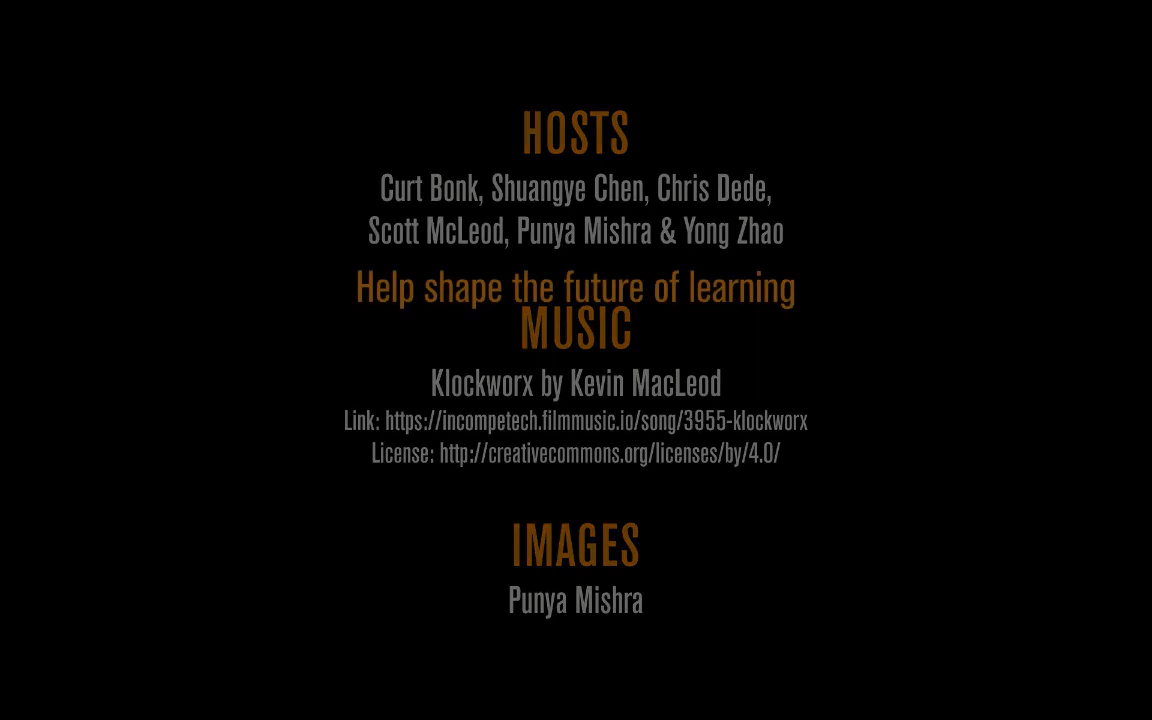 HOSTS
Curt Bonk, Shuangye Chen, Chris Dede,
Scott McLeod, Punya Mishra & Yong Zhao
Help shape the future of learning
MUSIC
Klockworx by Kevin MacLeod
Link: https://incompetech.filmmusic.io/song/3955-klockworx
License: http://creativecommons.org/licenses/by/4.0/
IMAGES
Punya Mishra